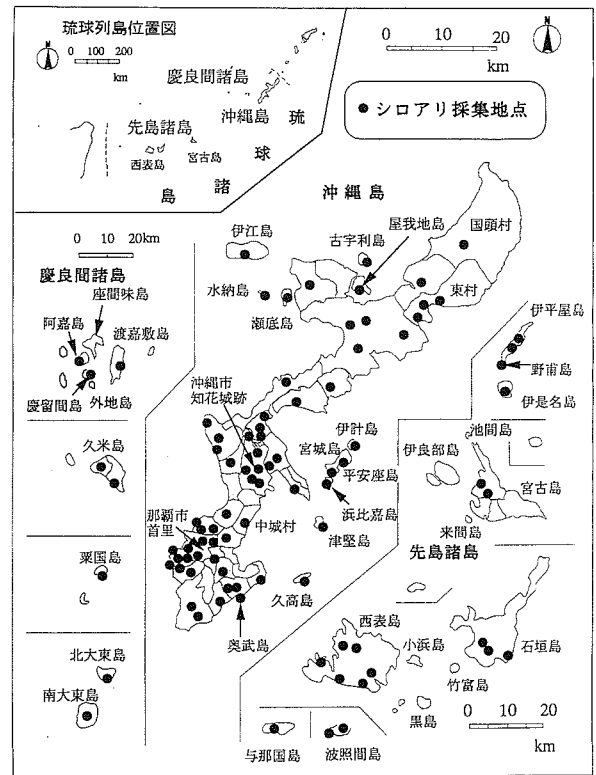 琉球列島位置図
N
0 50 100 200
km
慶良間諸島
沖縄島
先島諸島
西表島
宮古島
琉
球
諸
島
0 10 20
km
N
●シロアリ採集地点
沖縄島
伊江島
古宇利島
屋我地島
国頭村
水納島
瀬底島
東村
0 10 20km
慶良間諸島
座間味島
阿嘉島
渡嘉敷島
慶留間島
外地島
伊平屋島
野甫島
伊是名島
沖縄市
知花城跡
宮城島
伊計島
平安座島
浜比嘉島
津堅島
久米島
池間島
伊良部島
宮古島
来間島
先島諸島
那覇市
首里
中城村
粟国島
久高島
奥武島
西表島
小浜島
石垣島
竹富島
黒島
北大東島
南大東島
与那国島
波照間島
0 10 20
km